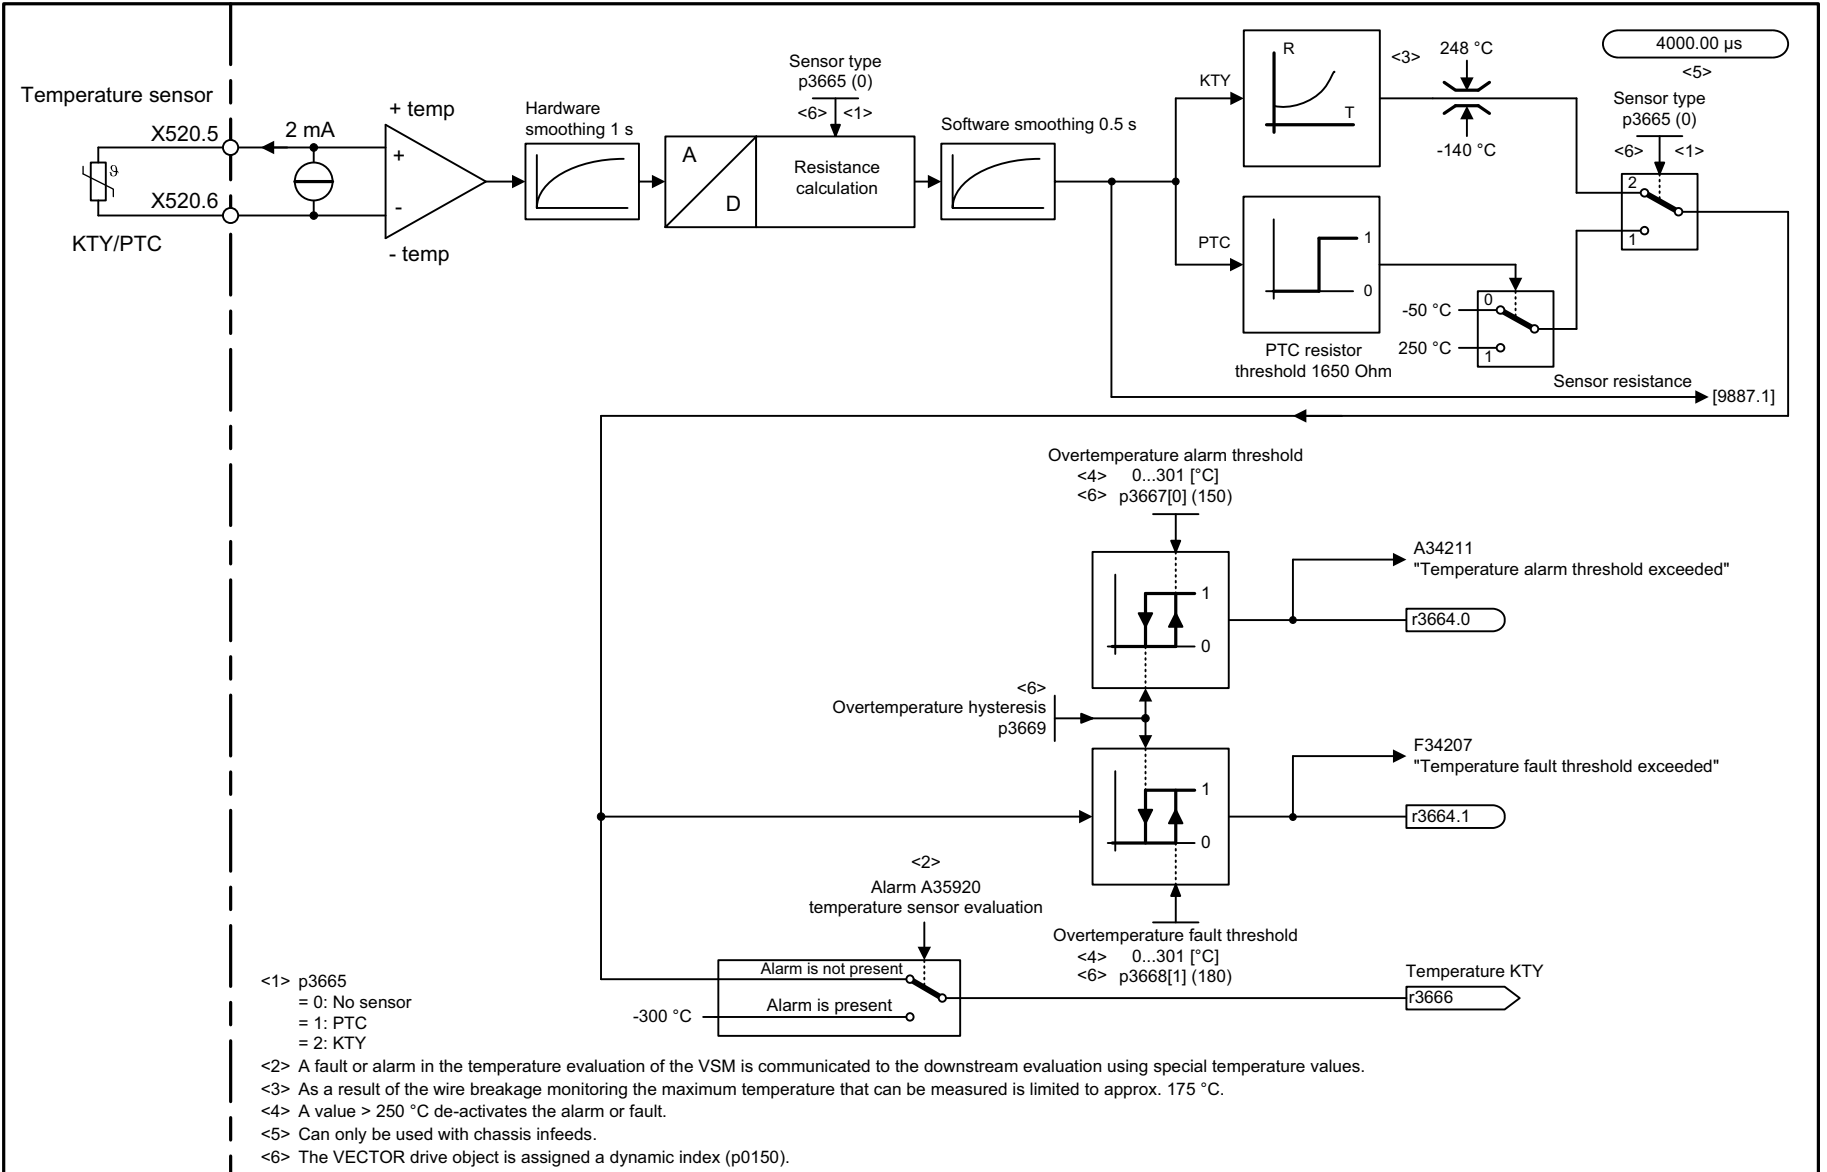 4000.00 µs
<5>
Sensor type
p3665 (0)
<6> <1>
2
1
Temperature sensor
X520.5
X520.6
ϑ
KTY/PTC
2 mA
+ temp
+
-
- temp
Hardware
smoothing 1 s
A
D
Sensor type
p3665 (0)
<6> <1>
Resistance
calculation
Software smoothing 0.5 s
KTY
R
T
<3>
248 °C
-140 °C
PTC
1
0
PTC resistor
threshold 1650 Ohm
-50 °C
250 °C
0
1
Sensor resistance
[9887.1]
Overtemperature alarm threshold
<4> 0...301 [°C]
<6> p3667[0] (150)
1
0
A34211
"Temperature alarm threshold exceeded"
r3664.0
<6>
Overtemperature hysteresis
p3669
1
0
F34207
"Temperature fault threshold exceeded"
r3664.1
Overtemperature fault threshold
<4> 0...301 [°C]
<6> p3668[1] (180)
<2>
Alarm A35920
temperature sensor evaluation
Alarm is not present
Alarm is present
-300 °C
Temperature KTY
r3666
<1> p3665
= 0: No sensor
= 1: PTC
= 2: KTY
<2> A fault or alarm in the temperature evaluation of the VSM is communicated to the downstream evaluation using special temperature values.
<3> As a result of the wire breakage monitoring the maximum temperature that can be measured is limited to approx. 175 °C.
<4> A value > 250 °C de-activates the alarm or fault.
<5> Can only be used with chassis infeeds.
<6> The VECTOR drive object is assigned a dynamic index (p0150).